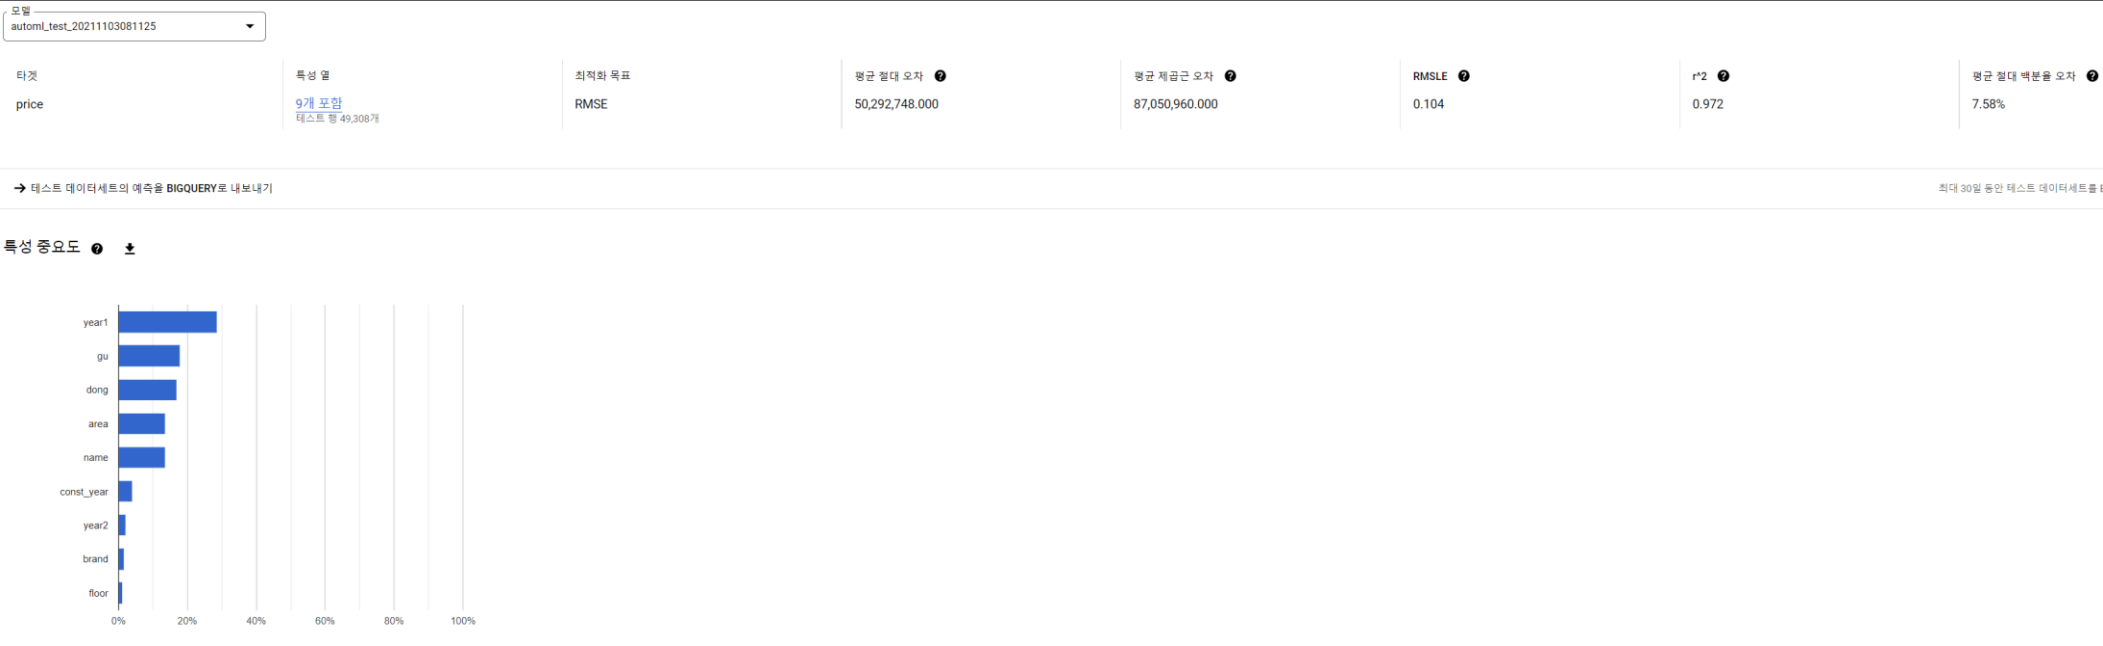 모델
automl_test_20211103081125
타겟
price
특성 열
9개 포함
테스트 행 49,308개
최적화 목표
RMSE
평균 절대 오차
50,292,748.000
평균 제곱근 오차
87,050,960.000
RMSLE
0.104
r^2
0.972
평균 절대 백분율 오차
7.58%
테스트 데이터세트의 예측을 BIGQUERY로 내보내기
최대 30일 동안 테스트 데이터세트를
특성 중요도
year1
gu
dong
area
name
const_year
year2
brand
floor
0% 20% 40% 60% 80% 100%